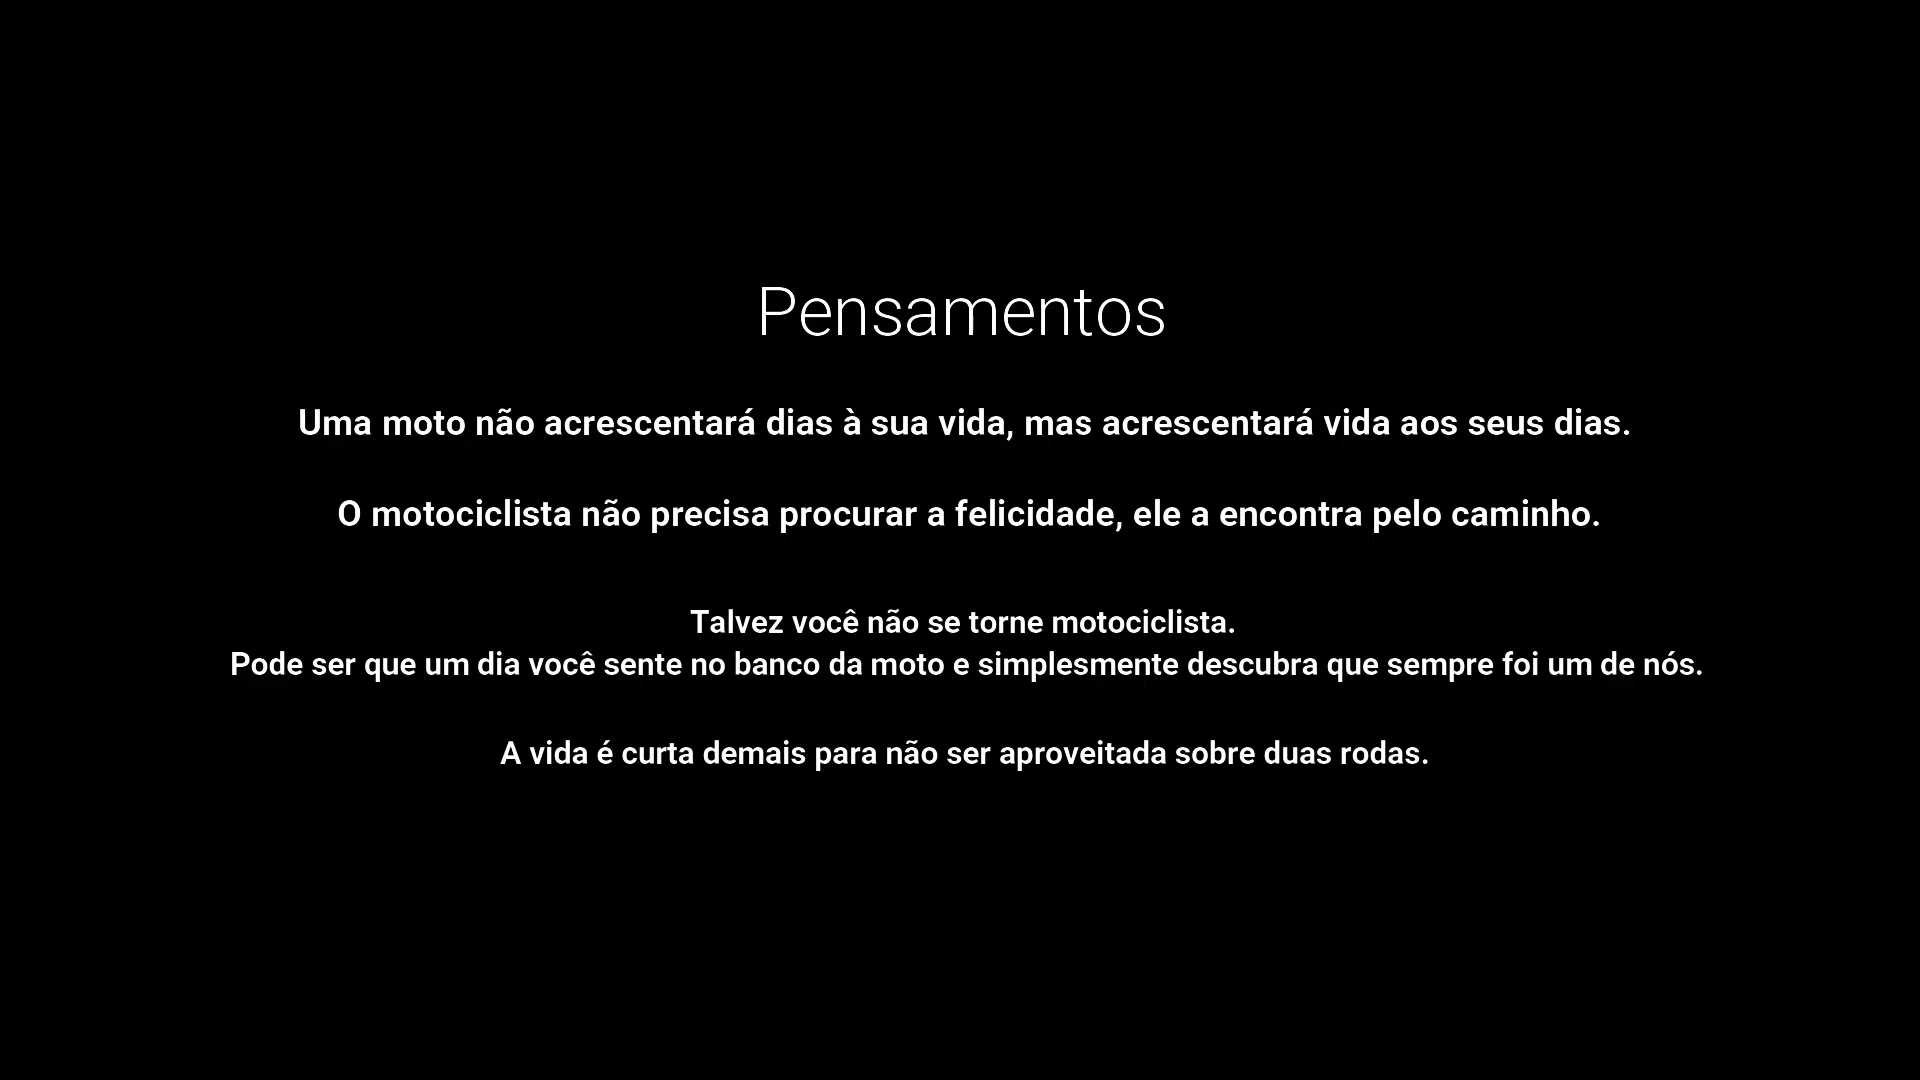 Pensamentos
Uma moto não acrescentará dias à sua vida, mas acrescentará vida aos seus dias.
O motociclista não precisa procurar a felicidade, ele a encontra pelo caminho.
Talvez você não se torne motociclista.
Pode ser que um dia você sente no banco da moto e simplesmente descubra que sempre foi um de nós.
A vida é curta demais para não ser aproveitada sobre duas rodas.